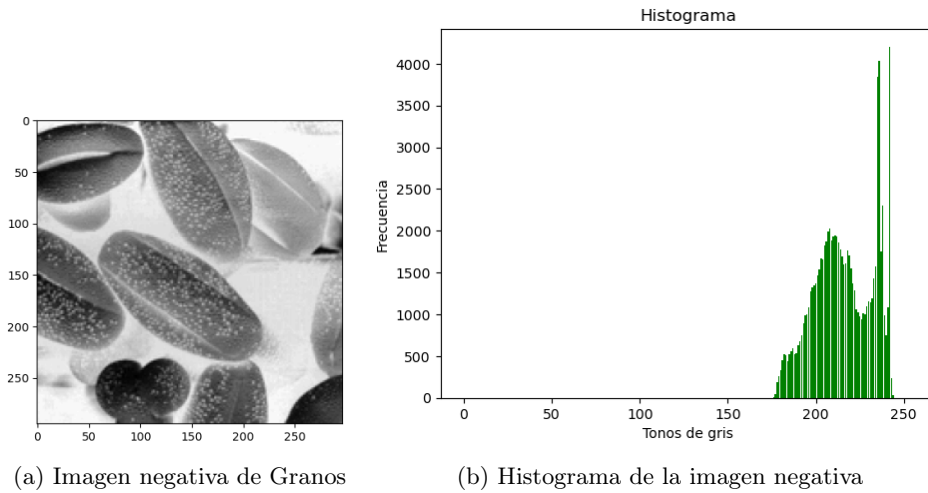 Histograma
4000
3500
3000
2500
2000
1500
1000
500
0
Frecuencia
0 50 100 150 200 250
Tonos de gris
0
50
100
150
200
250
0 50 100 150 200 250
(a) Imagen negativa de Granos
(b) Histograma de la imagen negativa